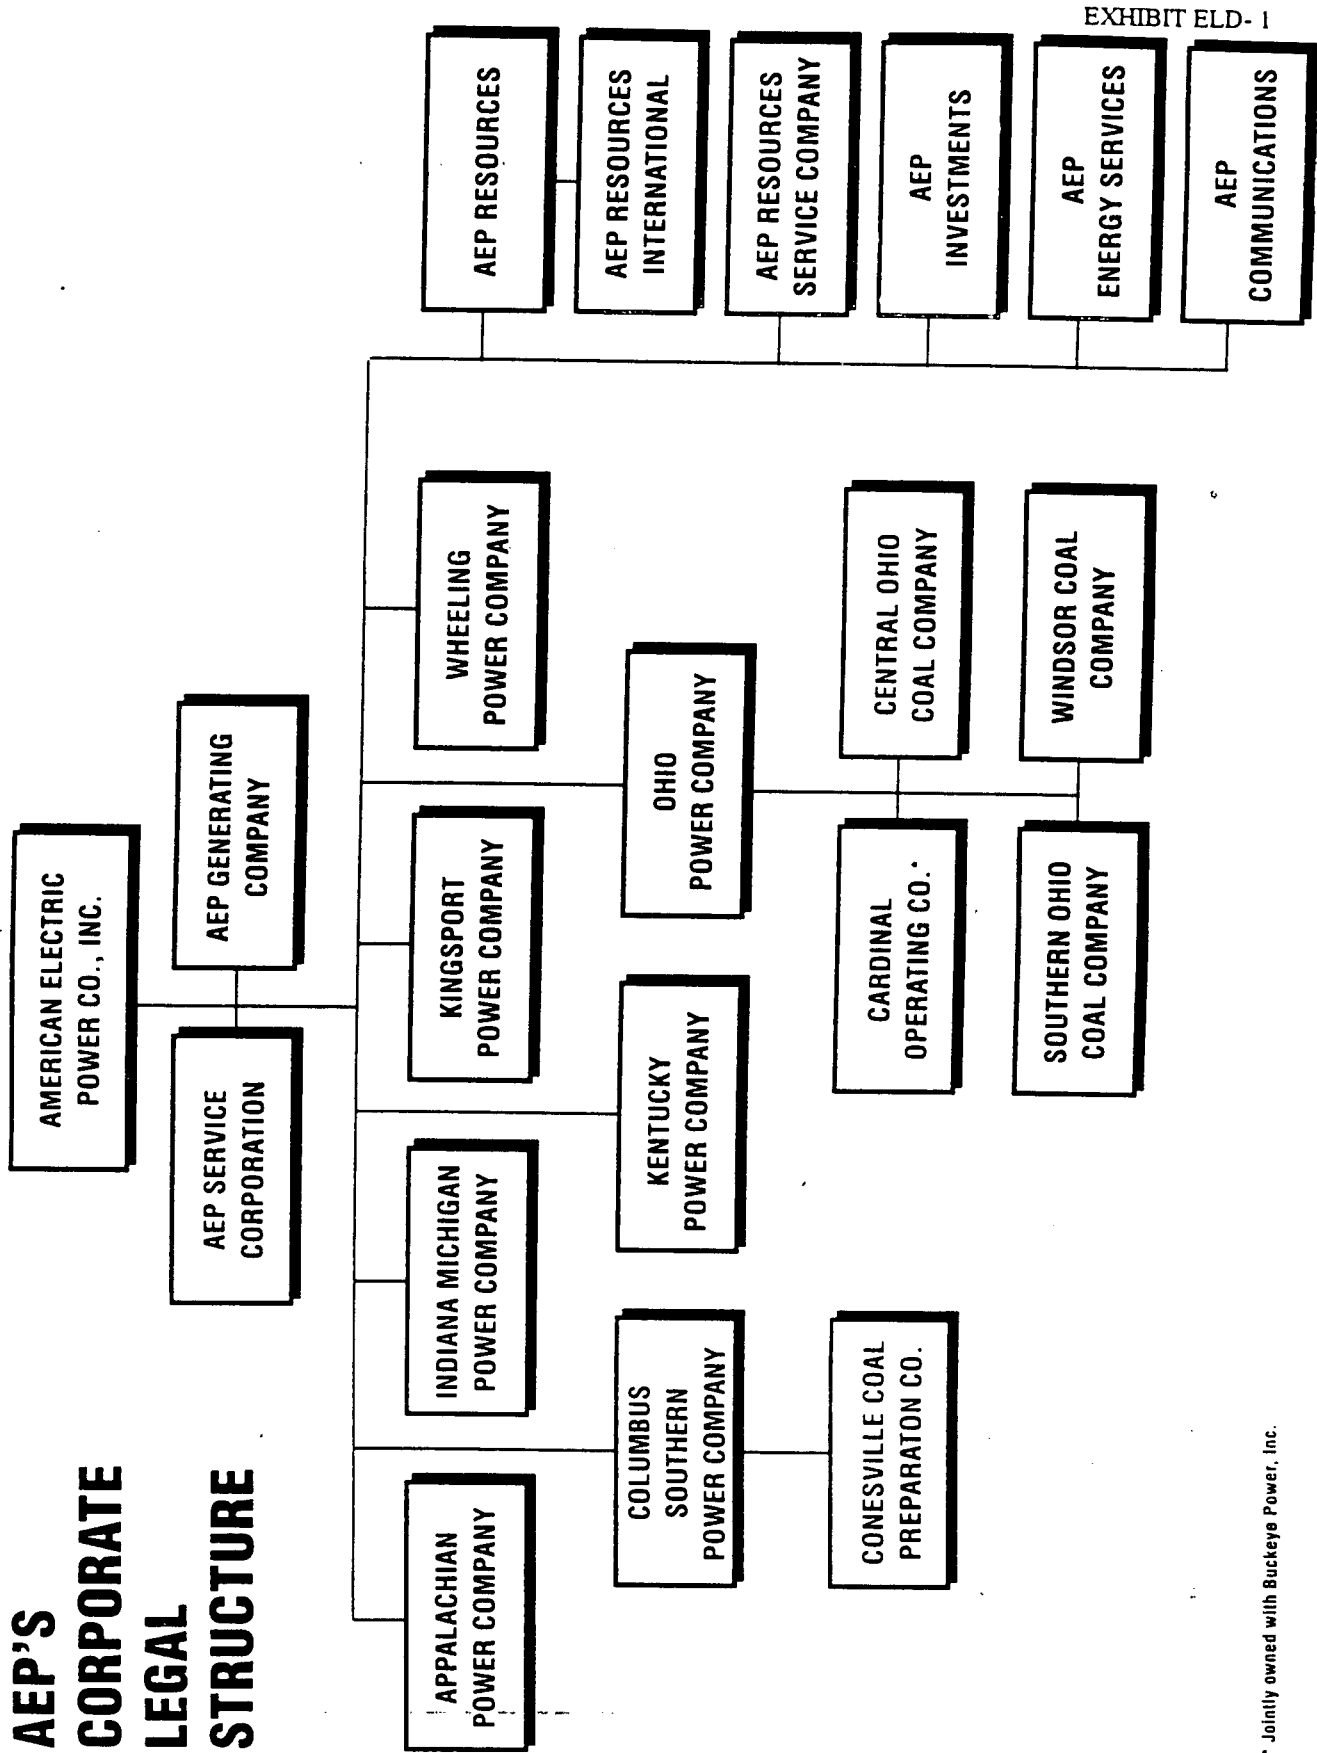 EXHIBIT ELD- 1
AEP'S
CORPORATE
LEGAL
STRUCTURE
AMERICAN ELECTRIC
POWER CO., INC.
AEP SERVICE
CORPORATION
AEP GENERATING
COMPANY
APPALACHIAN
POWER COMPANY
INDIANA MICHIGAN
POWER COMPANY
KINGSPORT
POWER COMPANY
WHEELING
POWER COMPANY
COLUMBUS
SOUTHERN
POWER COMPANY
KENTUCKY
POWER COMPANY
OHIO
POWER COMPANY
CONESVILLE COAL
PREPARATON CO.
CARDINAL
OPERATING CO.*
CENTRAL OHIO
COAL COMPANY
SOUTHERN OHIO
COAL COMPANY
WINDSOR COAL
COMPANY
AEP RESOURCES
AEP RESOURCES
INTERNATIONAL
AEP RESOURCES
SERVICE COMPANY
AEP
INVESTMENTS
AEP
ENERGY SERVICES
AEP
COMMUNICATIONS
* Jointly owned with Buckeye Power, Inc.